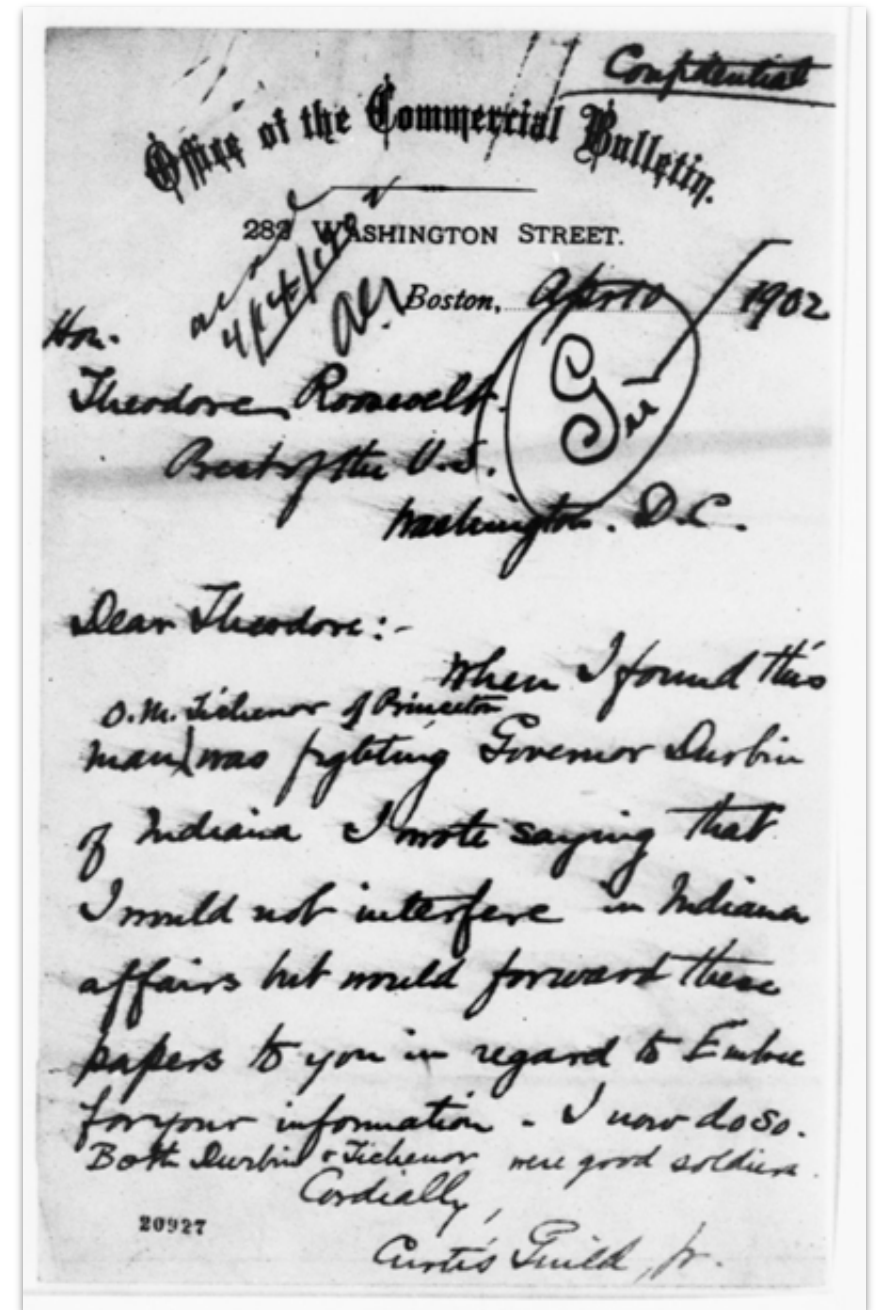 Confidential
Office of the Commercial Bulletin.
282 WASHINGTON STREET.
Boston, Apr 10 1902
Hon.
Theodore Roosevelt.
Prest of the U.S.
Washington. D.C.
Dear Theodore:-
When I found this
O.M. Tichenor of Princeton
man was fighting Governor Durbin
of Indiana I wrote saying that
I would not interfere in Indiana
affairs but would forward these
papers to you in regard to Embree
for your information - I now do so.
Both Durbin & Tichenor were good soldiers.
Cordially,
Curtis Guild, Jr.
20927